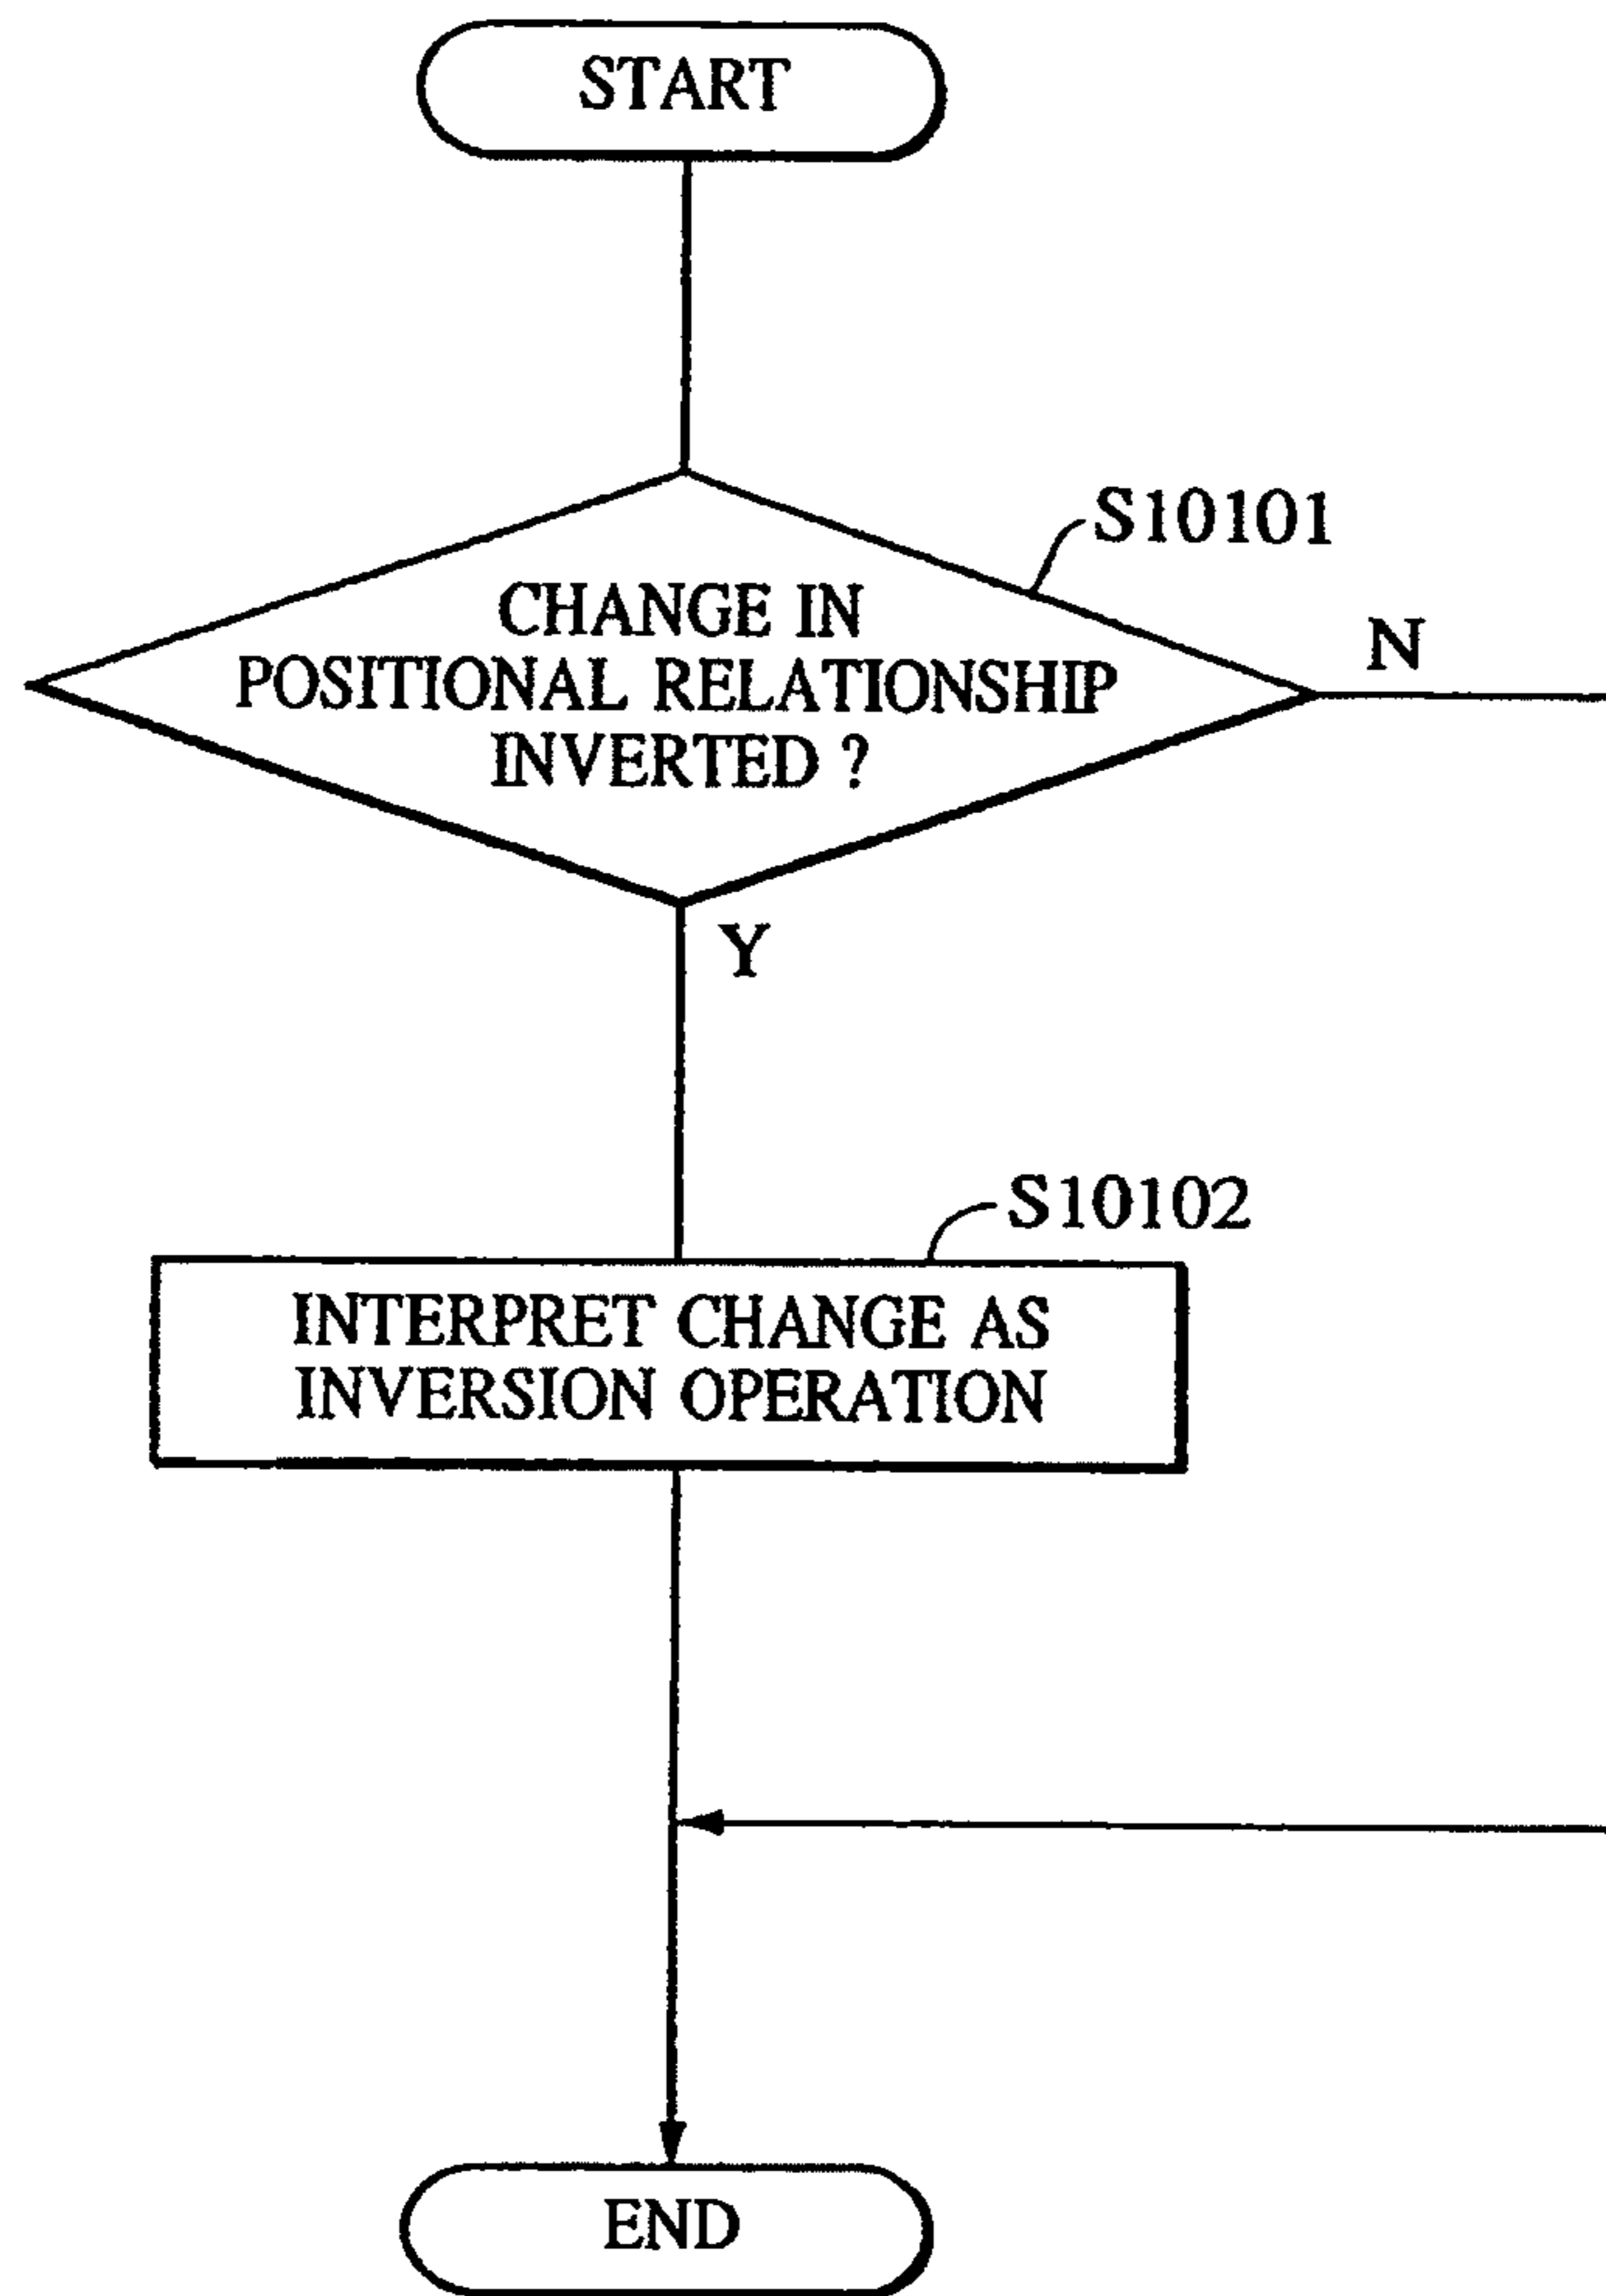 START
S10101
CHANGE IN
POSITIONAL RELATIONSHIP
INVERTED ?
N
Y
S10102
INTERPRET CHANGE AS
INVERSION OPERATION
END